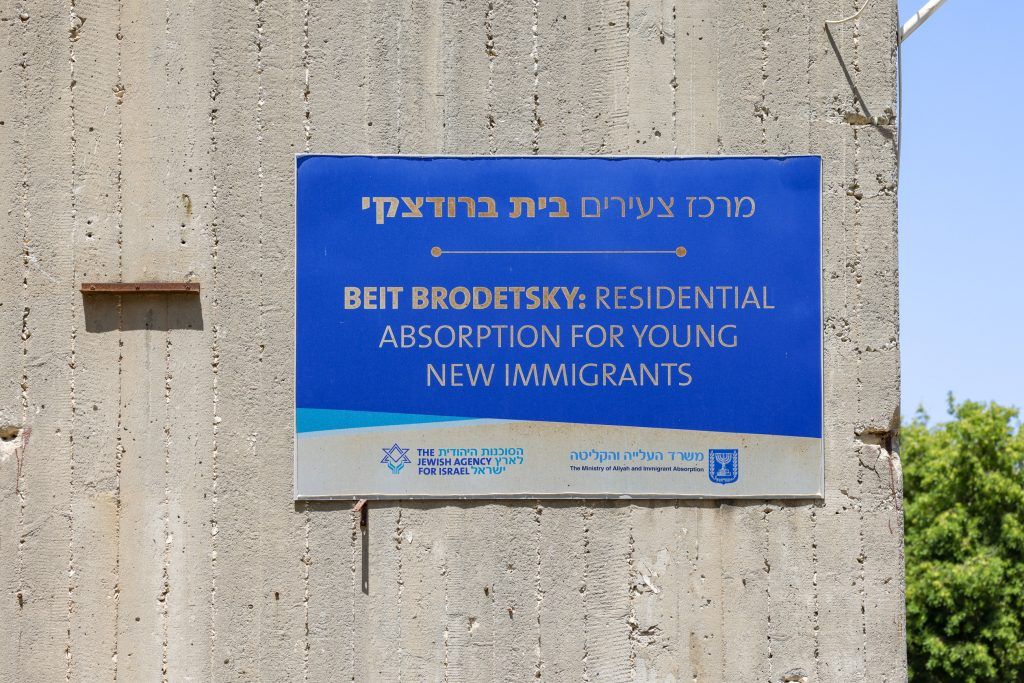 מרכז צעירים בית ברודצקי
BEIT BRODETSKY: RESIDENTIAL
ABSORPTION FOR YOUNG
NEW IMMIGRANTS
THE הסוכנות היהודית
JEWISH AGENCY לארץ
FOR ISRAEL ישראל
משרד העלייה והקליטה
The Ministry of Aliyah and Immigrant Absorption